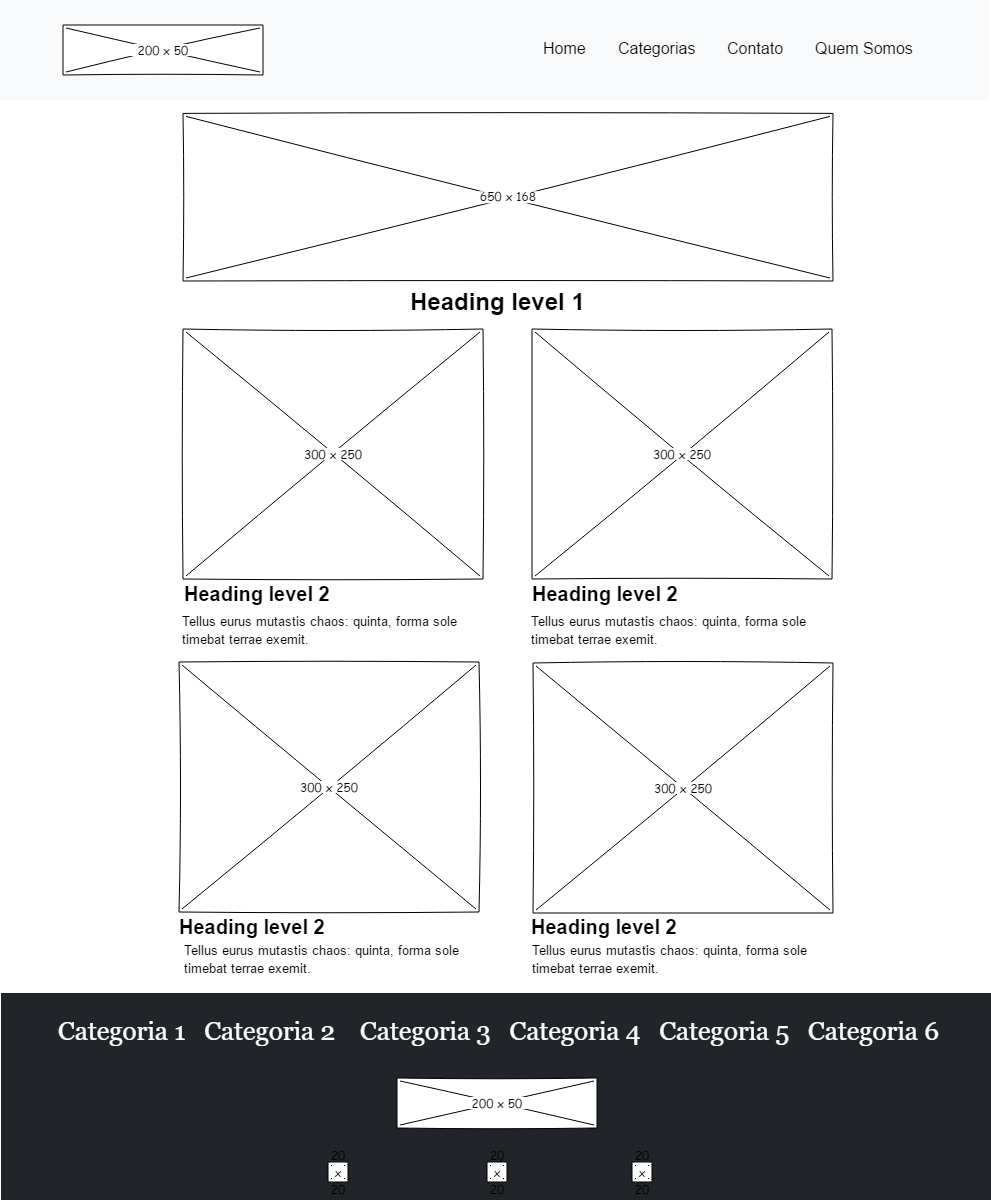 200 x 50
Home Categorias Contato Quem Somos
650 x 168
Heading level 1
300 x 250
300 x 250
Heading level 2
Tellus eurus mutastis chaos: quinta, forma sole
timebat terrae exemit.
Heading level 2
Tellus eurus mutastis chaos: quinta, forma sole
timebat terrae exemit.
300 x 250
300 x 250
Heading level 2
Tellus eurus mutastis chaos: quinta, forma sole
timebat terrae exemit.
Heading level 2
Tellus eurus mutastis chaos: quinta, forma sole
timebat terrae exemit.
Categoria 1 Categoria 2 Categoria 3 Categoria 4 Categoria 5 Categoria 6
200 x 50
20
x
20
20
x
20
20
x
20